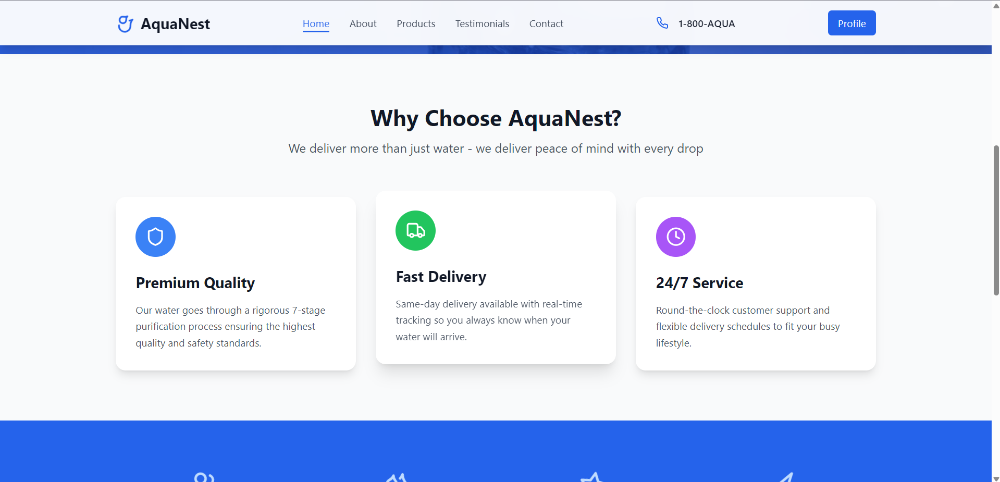 AquaNest
Home
About
Products
Testimonials
Contact
1-800-AQUA
Profile
Why Choose AquaNest?
We deliver more than just water - we deliver peace of mind with every drop
Premium Quality
Our water goes through a rigorous 7-stage
purification process ensuring the highest
quality and safety standards.
Fast Delivery
Same-day delivery available with real-time
tracking so you always know when your
water will arrive.
24/7 Service
Round-the-clock customer support and
flexible delivery schedules to fit your busy
lifestyle.